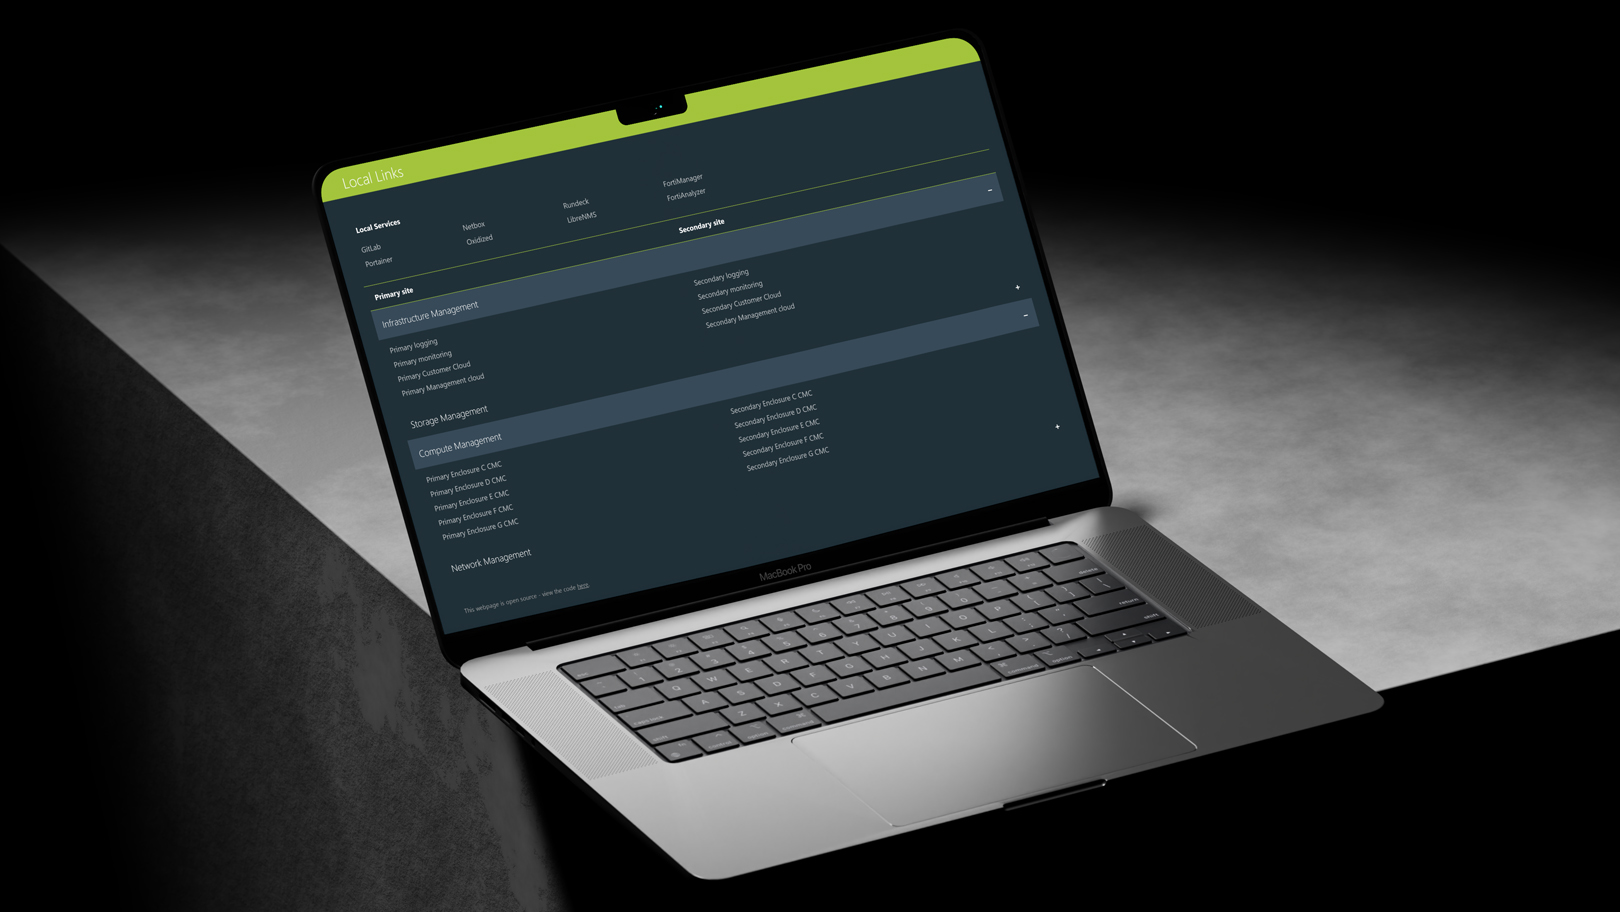 Local Links
Local Services
GitLab
Portainer
Netbox
Oxidized
Rundeck
LibreNMS
FortiManager
FortiAnalyzer
Primary site
Secondary site
Infrastructure Management
−
Primary logging
Primary monitoring
Primary Customer Cloud
Primary Management cloud
Secondary logging
Secondary monitoring
Secondary Customer Cloud
Secondary Management cloud
Storage Management
+
Compute Management
−
Primary Enclosure C CMC
Primary Enclosure D CMC
Primary Enclosure E CMC
Primary Enclosure F CMC
Primary Enclosure G CMC
Secondary Enclosure C CMC
Secondary Enclosure D CMC
Secondary Enclosure E CMC
Secondary Enclosure F CMC
Secondary Enclosure G CMC
Network Management
+
This webpage is open source - view the code here.
MacBook Pro
Q W E R T Y U I O P
A S D F G H J K L
Z X C V B N M